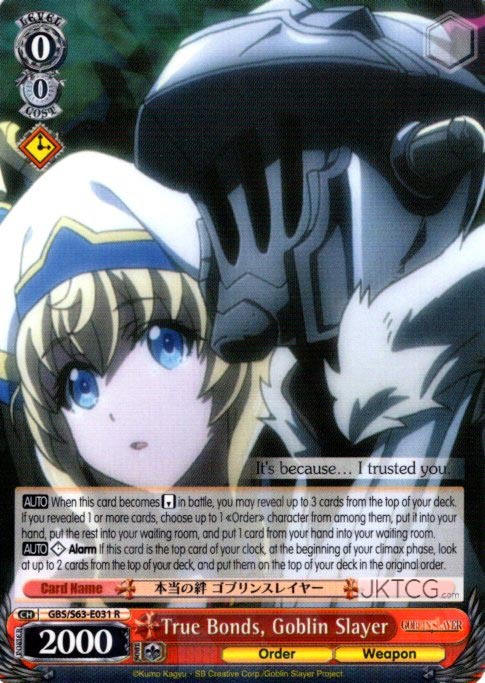 LEVEL
0
0
COST
It's because... I trusted you.
AUTO When this card becomes in battle, you may reveal up to 3 cards from the top of your deck.
If you revealed 1 or more cards, choose up to 1 «Order» character from among them, put it into your
hand, put the rest into your waiting room, and put 1 card from your hand into your waiting room.
AUTO Alarm If this card is the top card of your clock, at the beginning of your climax phase, look
at up to 2 cards from the top of your deck, and put them on the top of your deck in the original order.
Card Name 本当の絆 ゴブリンスレイヤー
JKTCG.com
CH GBS/S63-E031 R
POWER 2000 SOUL True Bonds, Goblin Slayer GOBLIN SLAYER
Order Weapon
©Kumo Kagyu・SB Creative Corp./Goblin Slayer Project.